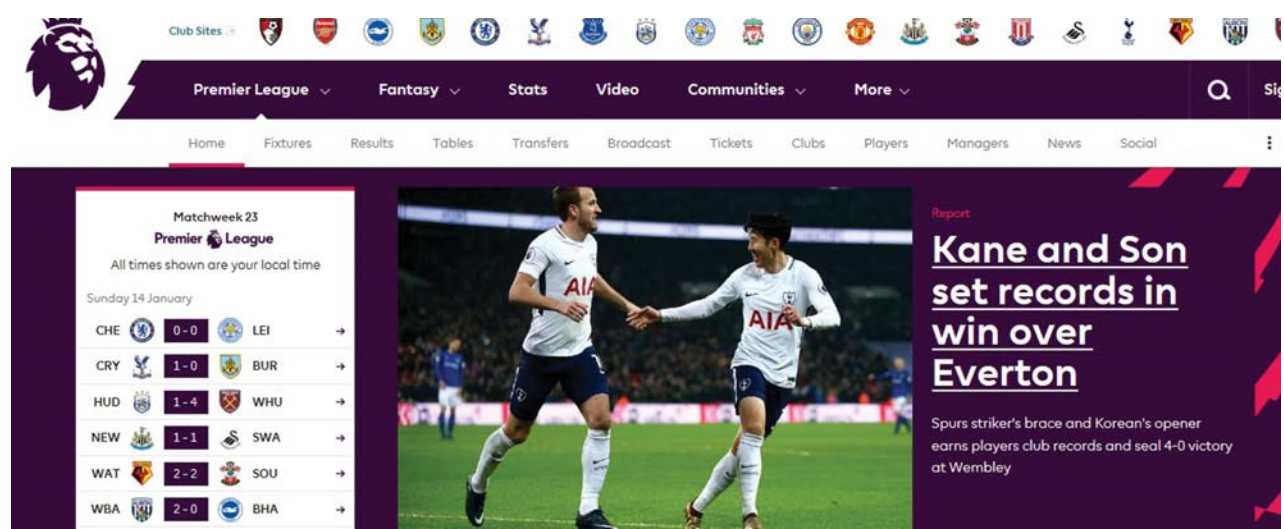 Club Sites
Premier League Fantasy Stats Video Communities More
Home Fixtures Results Tables Transfers Broadcast Tickets Clubs Players Managers News Social
Matchweek 23
Premier League
All times shown are your local time
Sunday 14 January
CHE 0-0 LEI
CRY 1-0 BUR
HUD 1-4 WHU
NEW 1-1 SWA
WAT 2-2 SOU
WBA 2-0 BHA
AIA
AIA
Report
Kane and Son
set records in
win over
Everton
Spurs striker's brace and Korean's opener
earns players club records and seal 4-0 victory
at Wembley